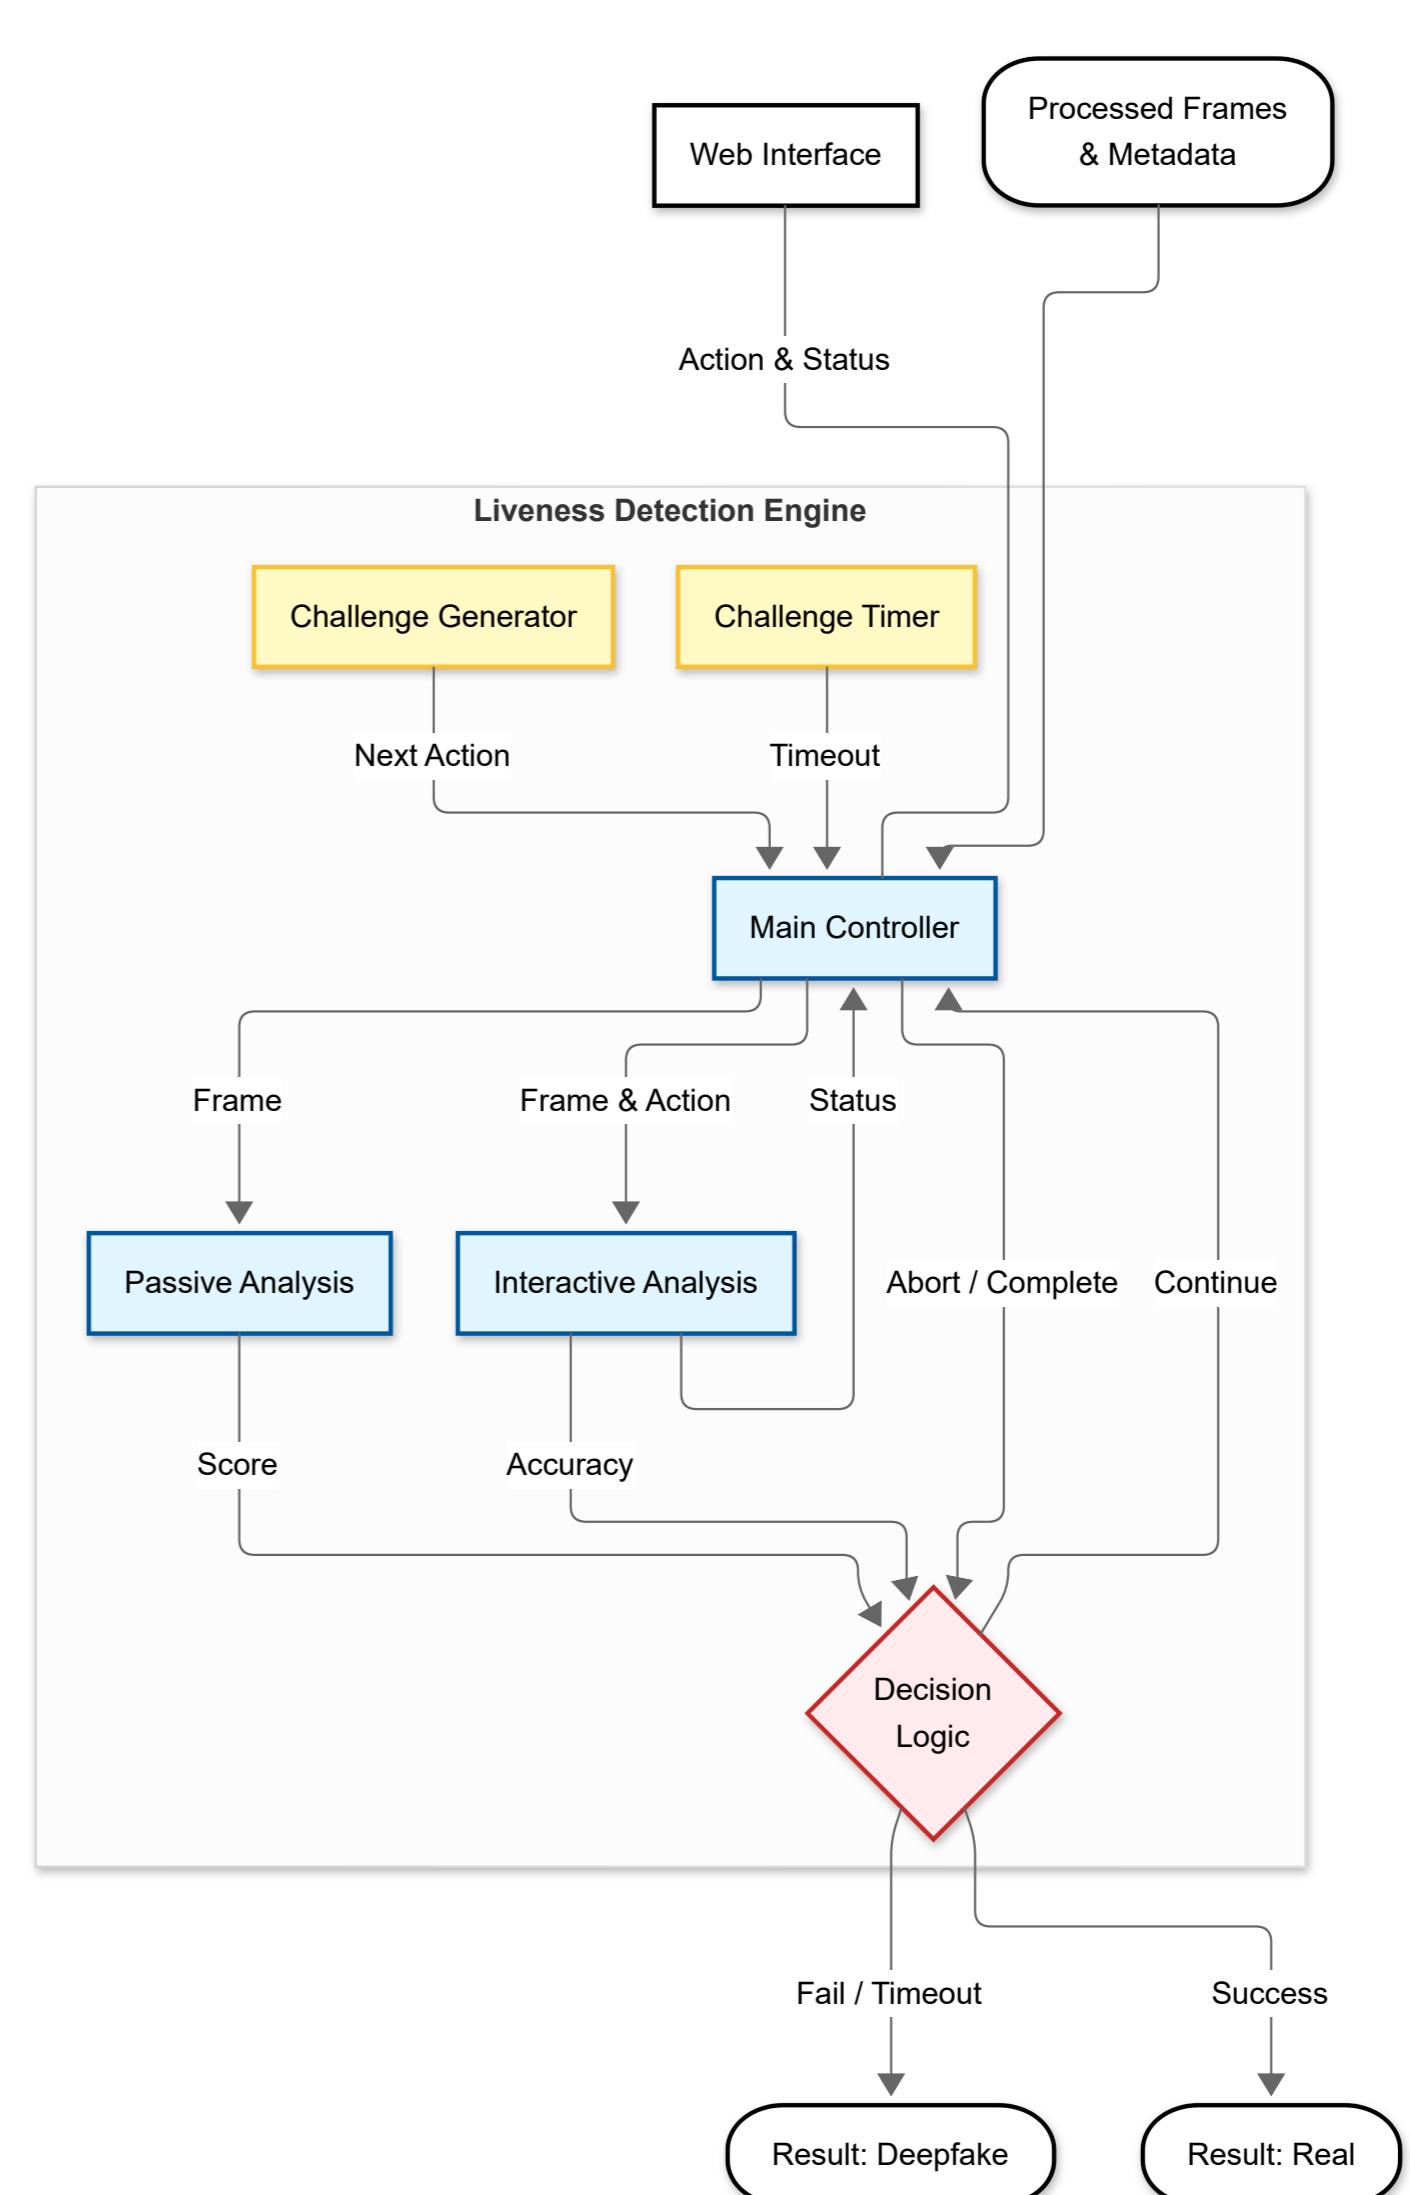 Processed Frames
& Metadata
Web Interface
Action & Status
Liveness Detection Engine
Challenge Generator
Challenge Timer
Next Action
Timeout
Main Controller
Frame
Frame & Action
Status
Passive Analysis
Interactive Analysis
Abort / Complete
Continue
Score
Accuracy
Decision
Logic
Fail / Timeout
Success
Result: Deepfake
Result: Real